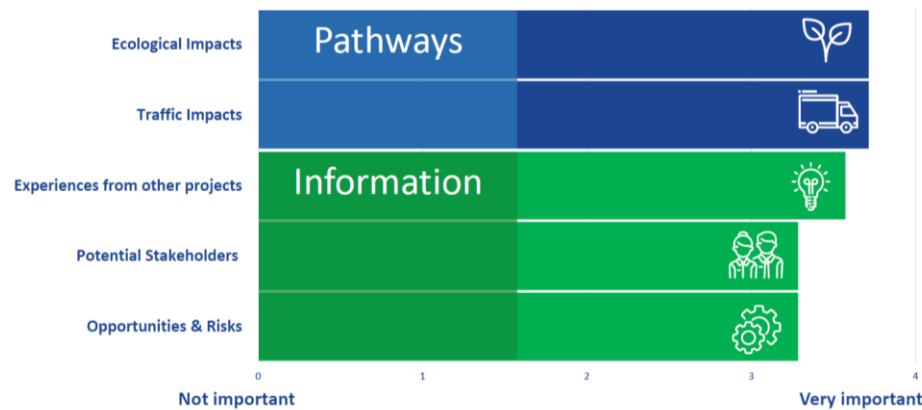 Ecological Impacts
Pathways
Traffic Impacts
Experiences from other projects
Information
Potential Stakeholders
Opportunities & Risks
0 1 2 3 4
Not important Very important